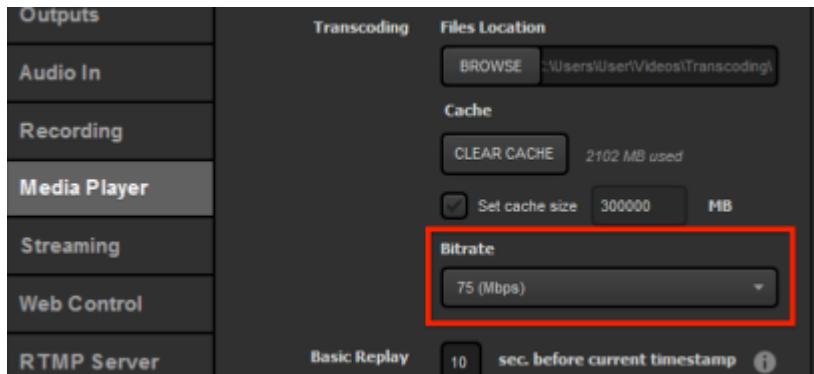 Outputs
Audio In
Recording
Media Player
Streaming
Web Control
RTMP Server
Transcoding
Files Location
BROWSE :\Users\User\Videos\Transcoding\
Cache
CLEAR CACHE 2102 MB used
Set cache size 300000 MB
Bitrate
75 (Mbps)
Basic Replay 10 sec. before current timestamp